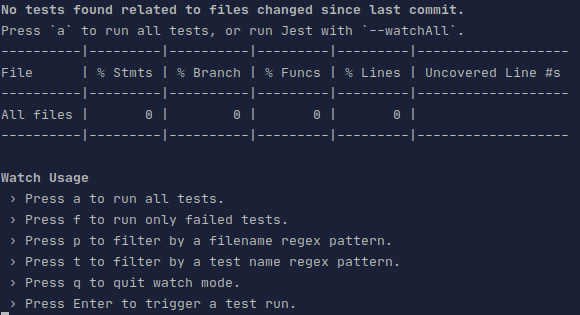 No tests found related to files changed since last commit.
Press `a` to run all tests, or run Jest with `--watchAll`.
----------|---------|----------|---------|---------|-------------------
File      | % Stmts | % Branch | % Funcs | % Lines | Uncovered Line #s
----------|---------|----------|---------|---------|-------------------
All files |       0 |        0 |       0 |       0 |
----------|---------|----------|---------|---------|-------------------
Watch Usage
 › Press a to run all tests.
 › Press f to run only failed tests.
 › Press p to filter by a filename regex pattern.
 › Press t to filter by a test name regex pattern.
 › Press q to quit watch mode.
 › Press Enter to trigger a test run.